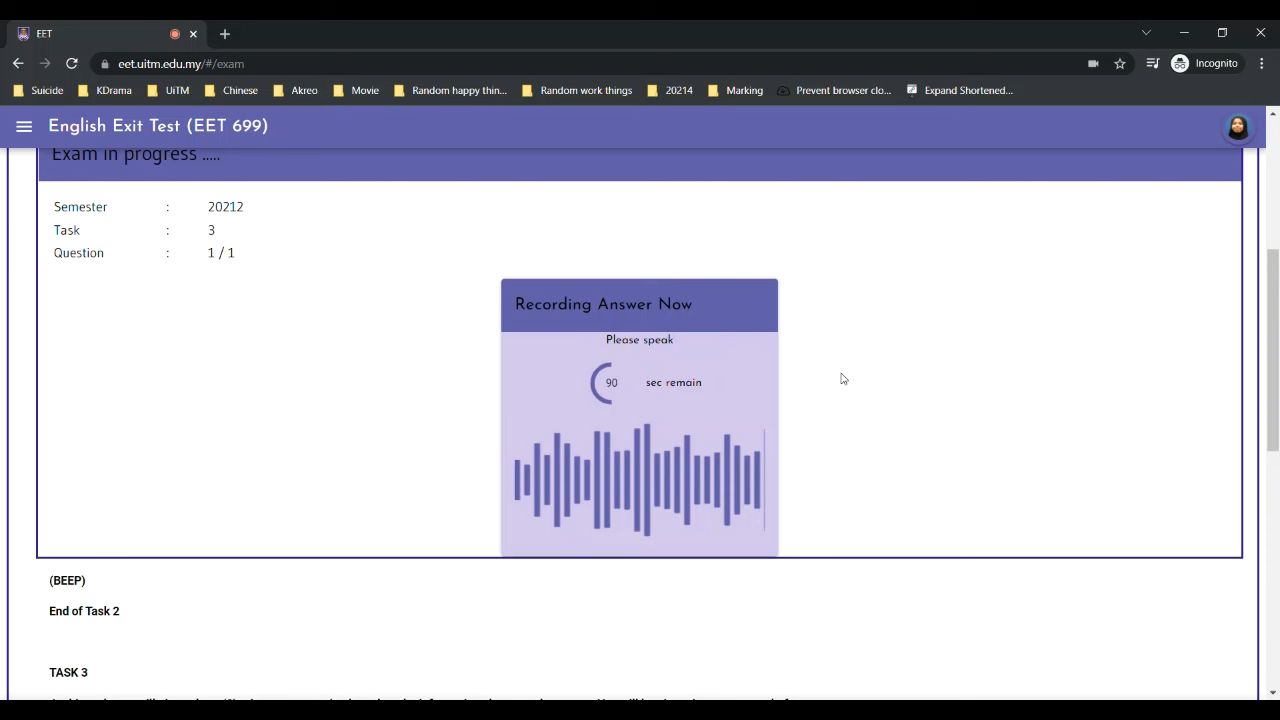 EET
eet.uitm.edu.my/#/exam
Incognito
Suicide KDrama UiTM Chinese Akreo Movie Random happy thin... Random work things 20214 Marking Prevent browser clo... Expand Shortened...
English Exit Test (EET 699)
Exam in progress .....
Semester : 20212
Task : 3
Question : 1 / 1
Recording Answer Now
Please speak
90 sec remain
(BEEP)
End of Task 2
TASK 3